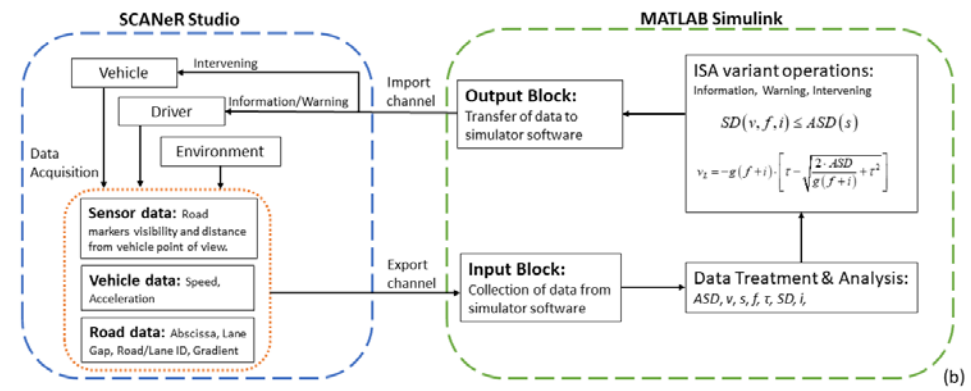 SCANeR Studio
MATLAB Simulink
Vehicle
Intervening
Driver
Information/Warning
Environment
Data
Acquisition
Import
channel
Output Block:
Transfer of data to
simulator software
ISA variant operations:
Information, Warning, Intervening
SD(v, f, i) ≤ ASD(s)
v_L = −g(f+i)·[τ − √(2·ASD/g(f+i) + τ²)]
Sensor data: Road
markers visibility and distance
from vehicle point of view.
Vehicle data: Speed,
Acceleration
Road data: Abscissa, Lane
Gap, Road/Lane ID, Gradient
Export
channel
Input Block:
Collection of data from
simulator software
Data Treatment & Analysis:
ASD, v, s, f, τ, SD, i,
(b)